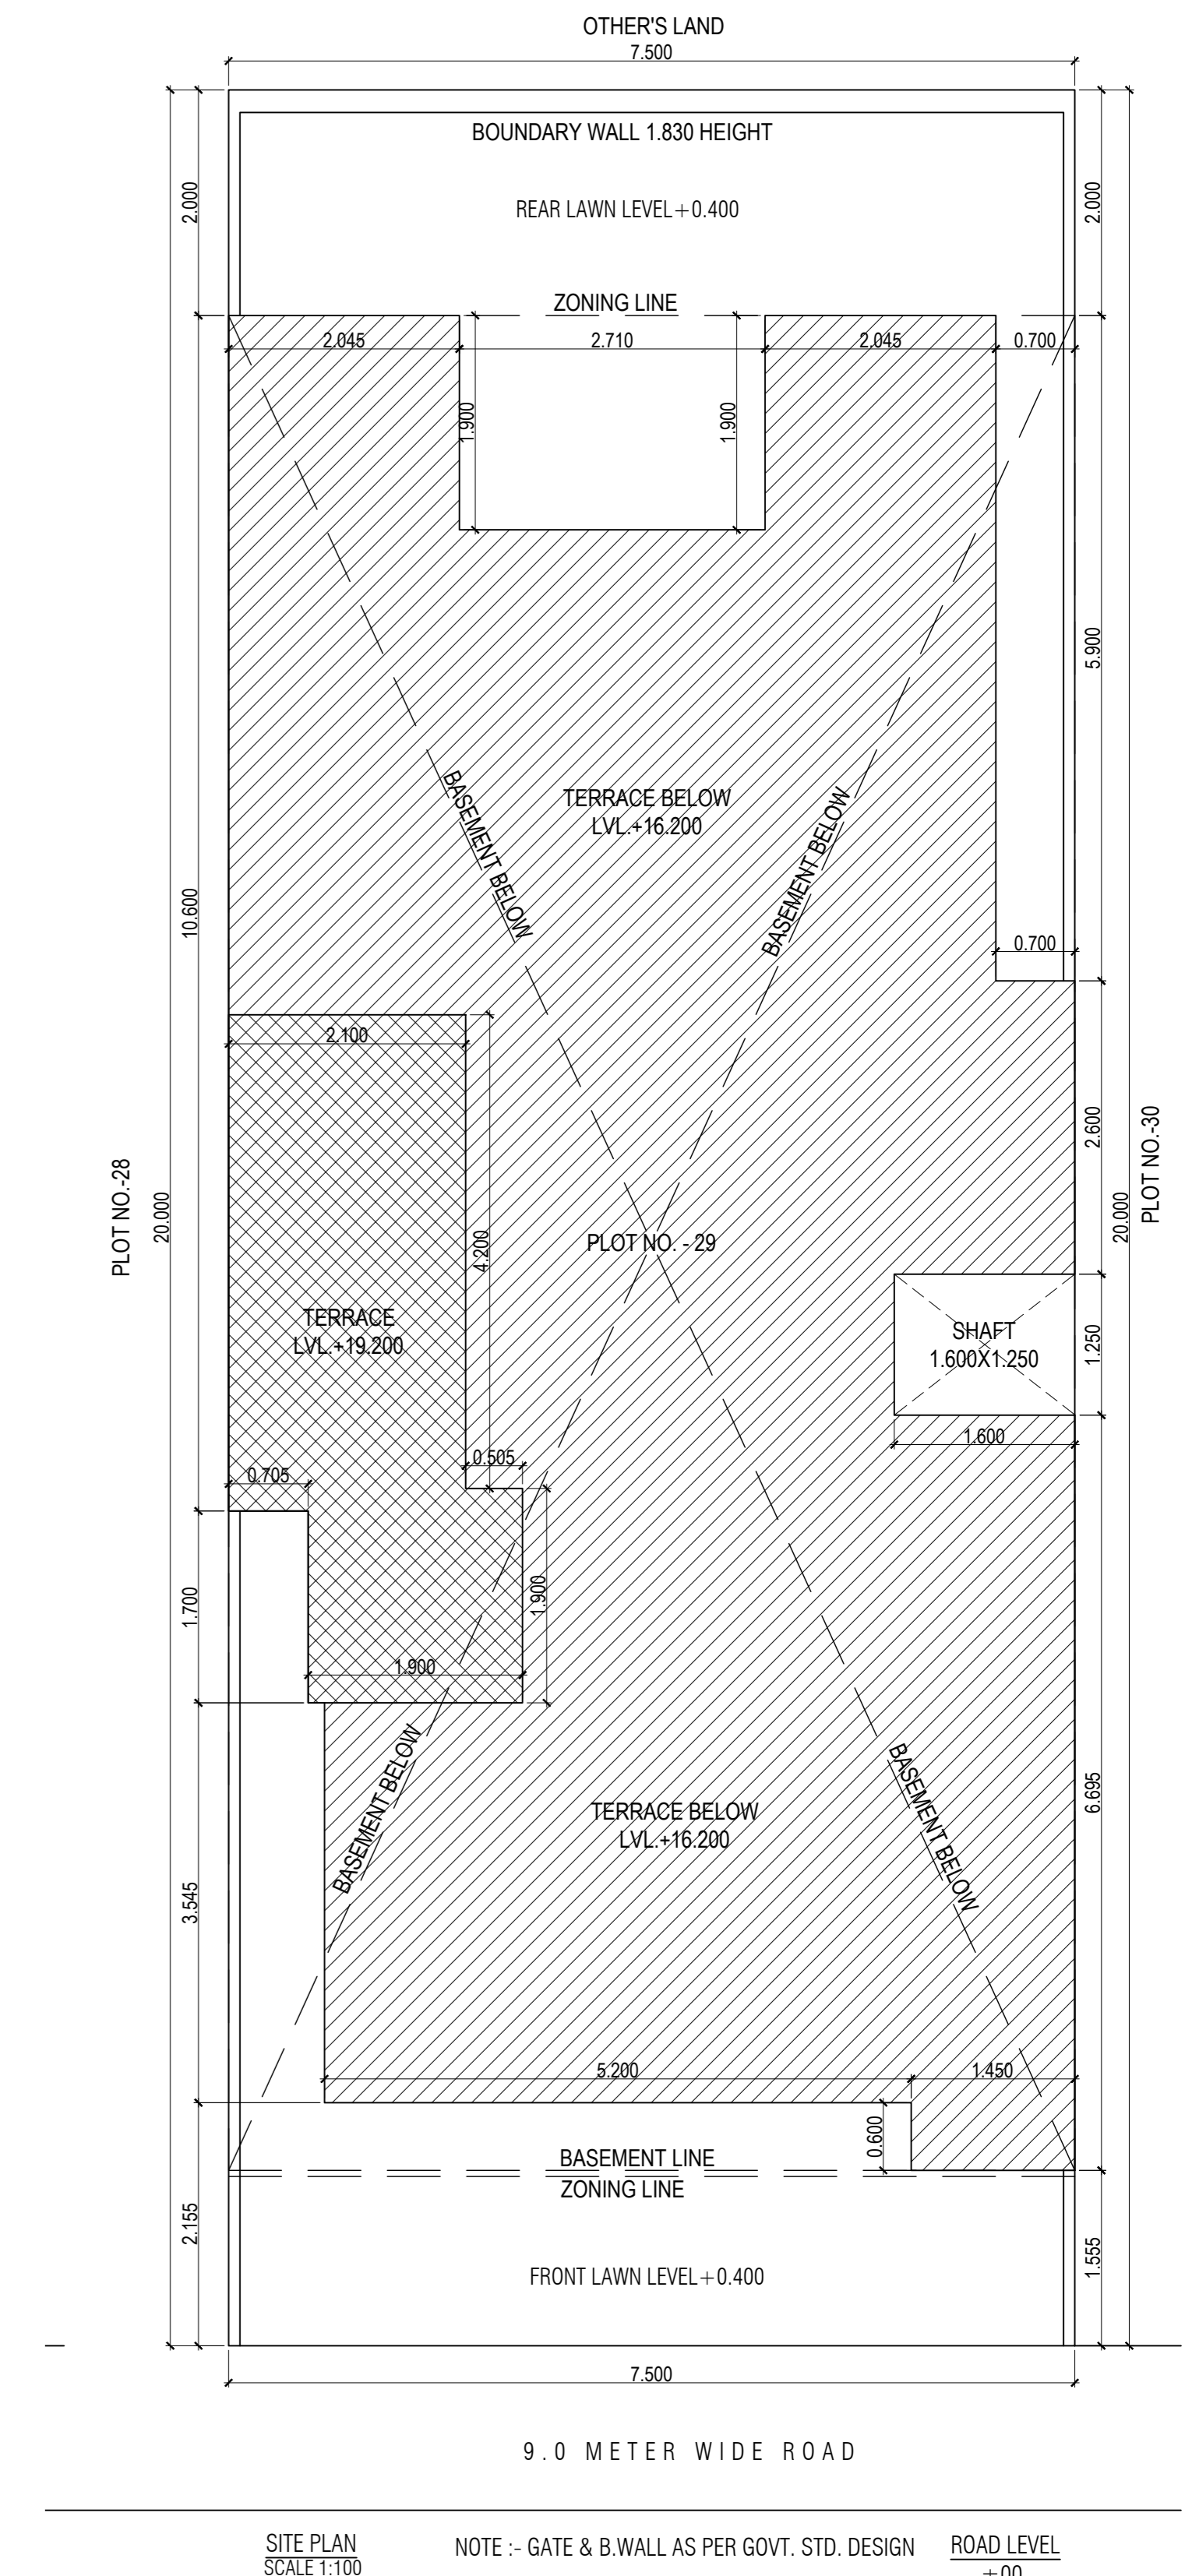 OTHER'S LAND
7.500
BOUNDARY WALL 1.830 HEIGHT
2.000
2.000
REAR LAWN LEVEL+0.400
ZONING LINE
2.045
2.710
2.045
0.700
1.900
1.900
5.900
BASEMENT BELOW
TERRACE BELOW
LVL.+16.200
BASEMENT BELOW
10.600
0.700
2.100
PLOT NO.-28
20.000
4.200
PLOT NO. - 29
2.600
20.000
PLOT NO.-30
TERRACE
LVL.+19.200
SHAFT
1.600X1.250
1.250
1.600
0.705
0.505
1.700
1.900
1.900
BASEMENT BELOW
TERRACE BELOW
LVL.+16.200
BASEMENT BELOW
6.695
3.545
5.200
1.450
0.600
BASEMENT LINE
ZONING LINE
2.155
1.555
FRONT LAWN LEVEL+0.400
7.500
9.0 METER WIDE ROAD
SITE PLAN
SCALE 1:100
NOTE :- GATE & B.WALL AS PER GOVT. STD. DESIGN
ROAD LEVEL
±00